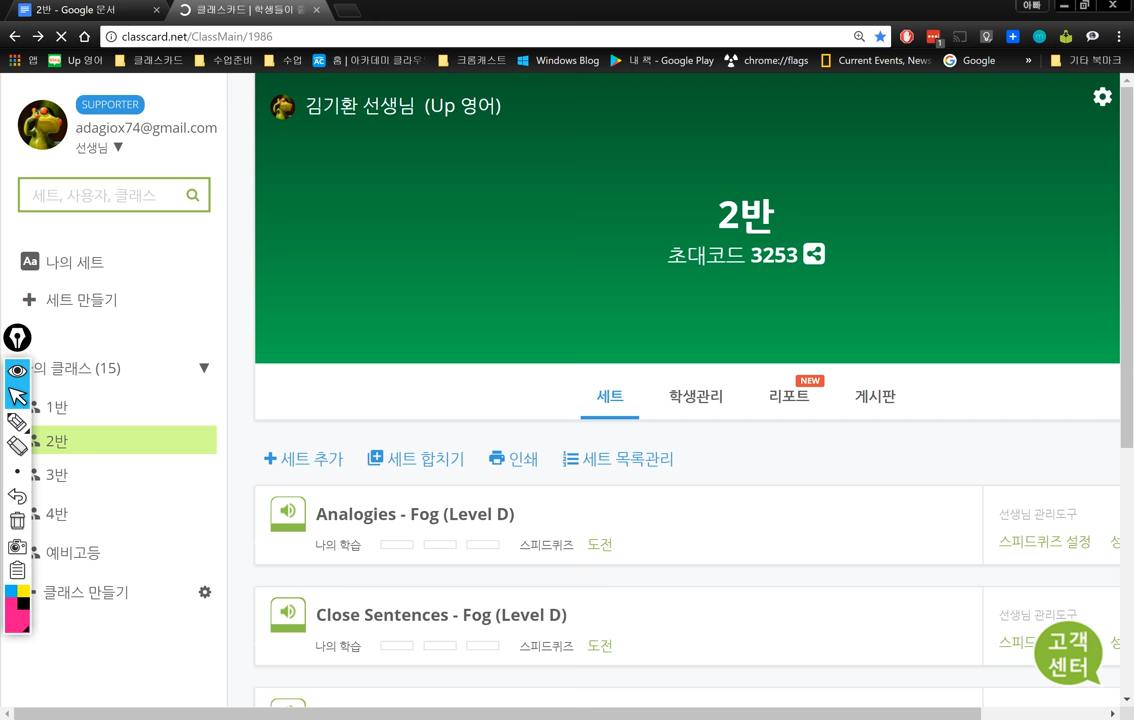 2반 - Google 문서
클래스카드 | 학생들이
아빠
classcard.net/ClassMain/1986
1
앱
Up 영어
클래스카드
수업준비
수업
AC
홈 | 아카데미 클라우
크롬캐스트
Windows Blog
내 책 - Google Play
chrome://flags
Current Events, News
Google
»
기타 북마크
SUPPORTER
adagiox74@gmail.com
선생님 ▼
세트, 사용자, 클래스
Aa 나의 세트
세트 만들기
의 클래스 (15) ▼
1반
2반
3반
4반
예비고등
클래스 만들기
김기환 선생님 (Up 영어)
2반
초대코드 3253
세트
학생관리
리포트
NEW
게시판
세트 추가
세트 합치기
인쇄
세트 목록관리
Analogies - Fog (Level D)
나의 학습
스피드퀴즈
도전
선생님 관리도구
스피드퀴즈 설정
성
Close Sentences - Fog (Level D)
나의 학습
스피드퀴즈
도전
선생님 관리도구
스피드
성
고객
센터